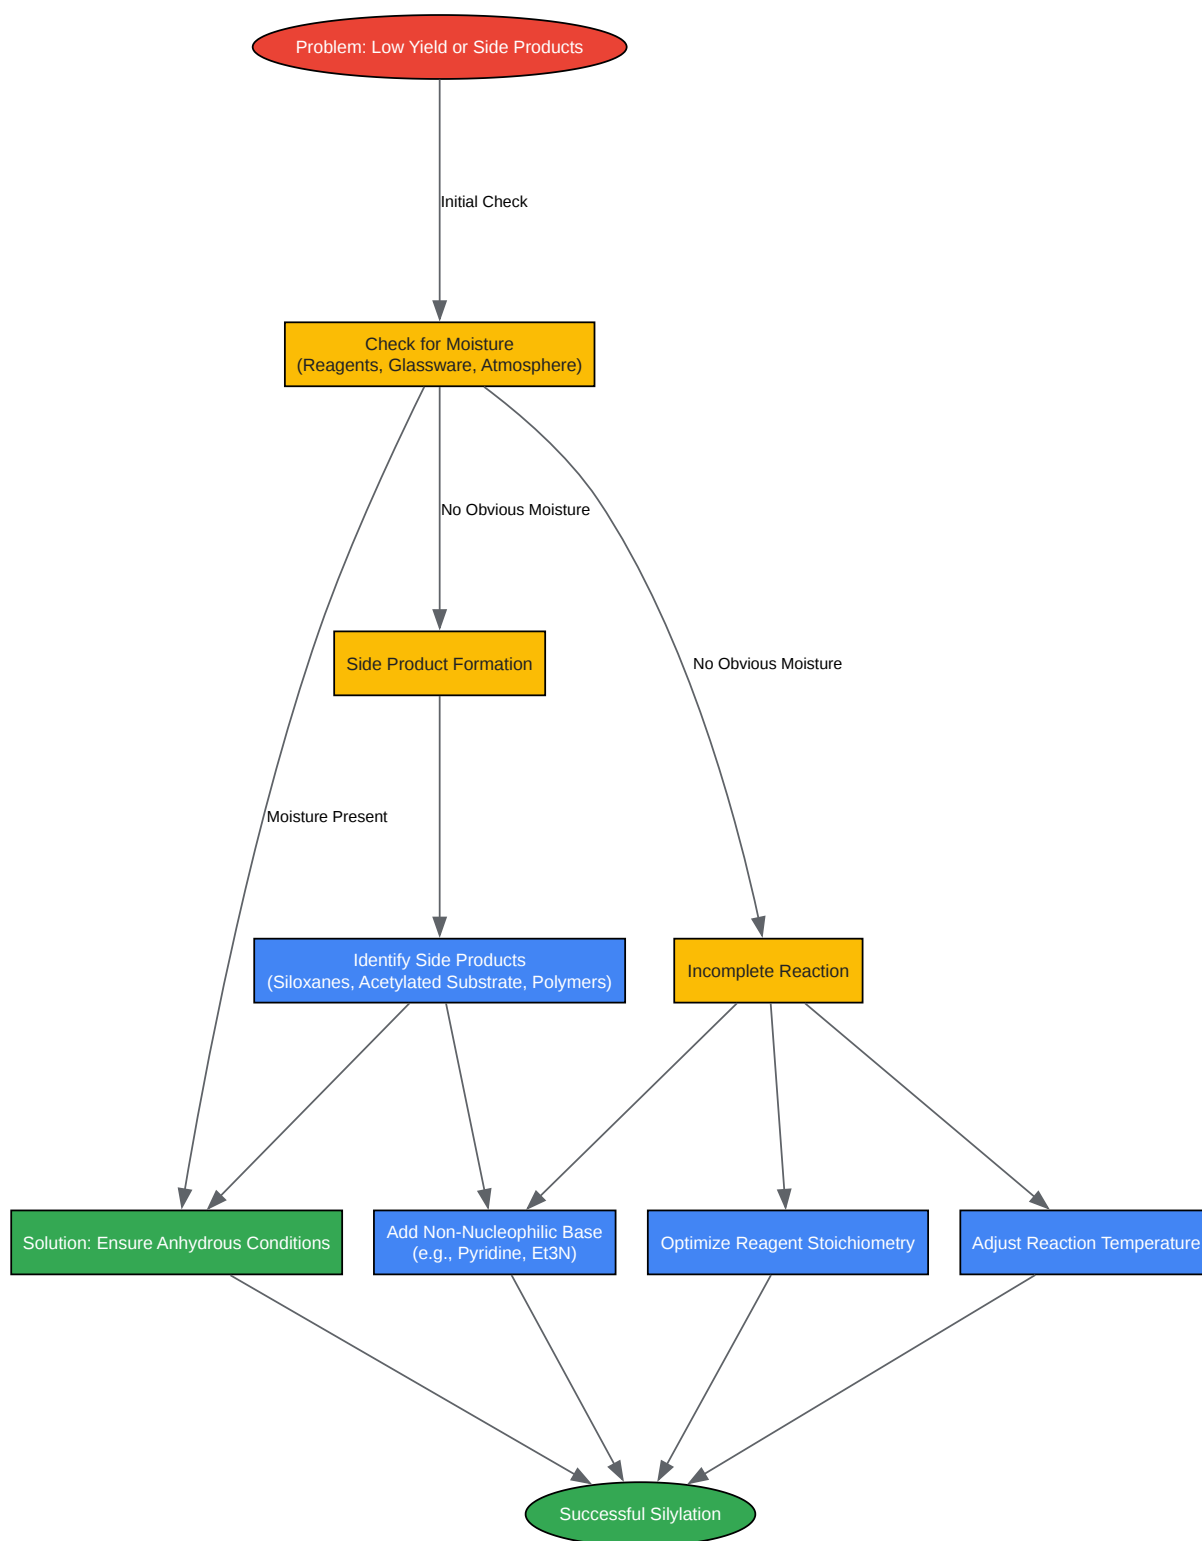 Problem: Low Yield or Side Products
Initial Check
Check for Moisture
(Reagents, Glassware, Atmosphere)
No Obvious Moisture
Side Product Formation
No Obvious Moisture
Moisture Present
Identify Side Products
(Siloxanes, Acetylated Substrate, Polymers)
Incomplete Reaction
Solution: Ensure Anhydrous Conditions
Add Non-Nucleophilic Base
(e.g., Pyridine, Et3N)
Optimize Reagent Stoichiometry
Adjust Reaction Temperature
Successful Silylation